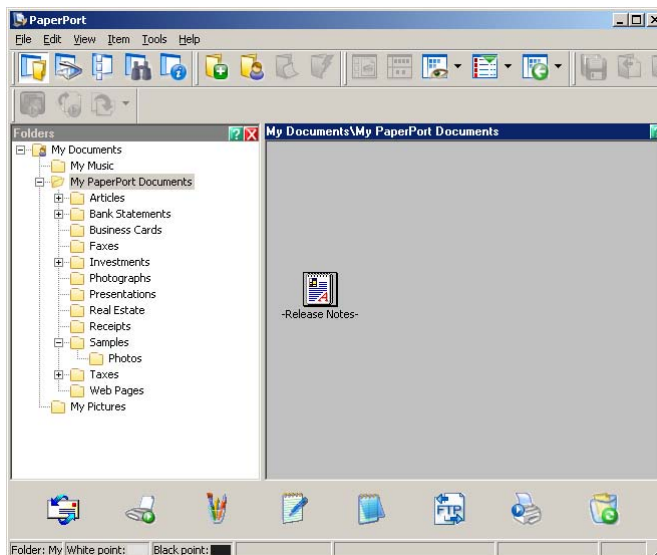 PaperPort
File Edit View Item Tools Help
Folders
My Documents\My PaperPort Documents
My Documents
My Music
My PaperPort Documents
Articles
Bank Statements
Business Cards
Faxes
Investments
Photographs
Presentations
Real Estate
Receipts
Samples
Photos
Taxes
Web Pages
My Pictures
-Release Notes-
FTP
Folder: My White point: Black point: